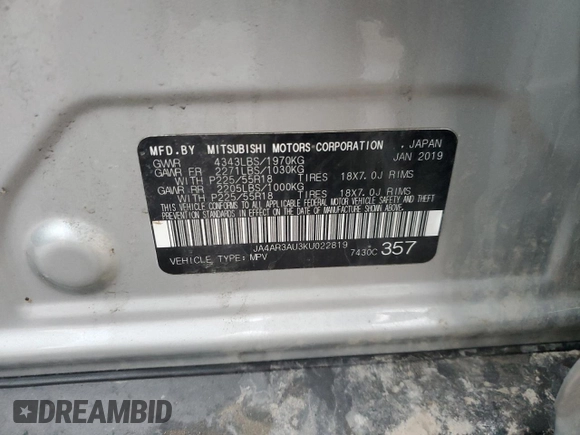 MFD.BY MITSUBISHI MOTORS CORPORATION , JAPAN
GVWR 4343LBS/1970KG JAN 2019
GAWR FR 2271LBS/1030KG
WITH P225/55R18 TIRES 18X7.0J RIMS
GAWR RR 2205LBS/1000KG
WITH P225/55R18 TIRES 18X7.0J RIMS
THIS VEHICLE CONFORMS TO ALL APPLICABLE FEDERAL MOTOR VEHICLE SAFETY, BUMPER, AND THEFT
PREVENTION STANDARDS IN EFFECT ON THE DATE OF MANUFACTURE SHOWN ABOVE.
JA4AR3AU3KU022819
VEHICLE TYPE: MPV 7430C 357
DREAMBID